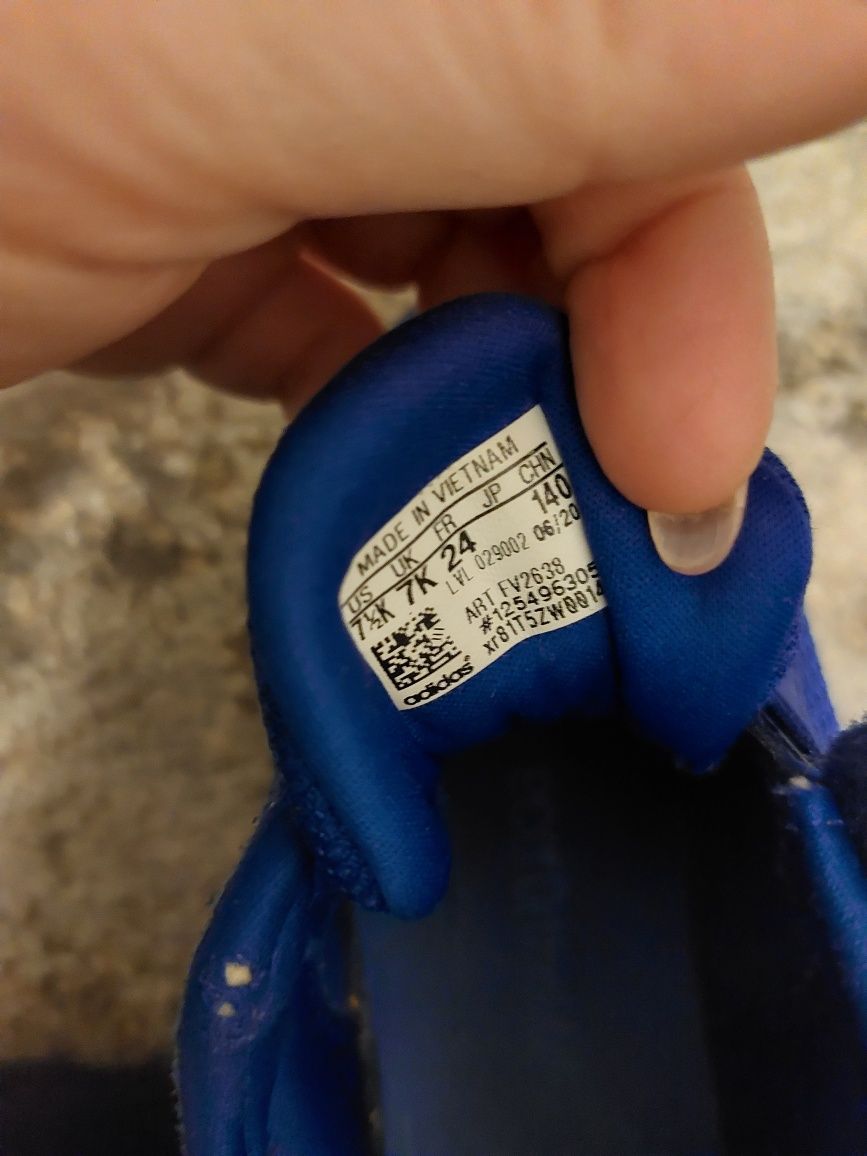 MADE IN VIETNAM
US UK FR JP CHN
7½K 7K 24 140
LVL 029002 06/20
ART FV2638
#125496305
xr81T5ZW0014
adidas